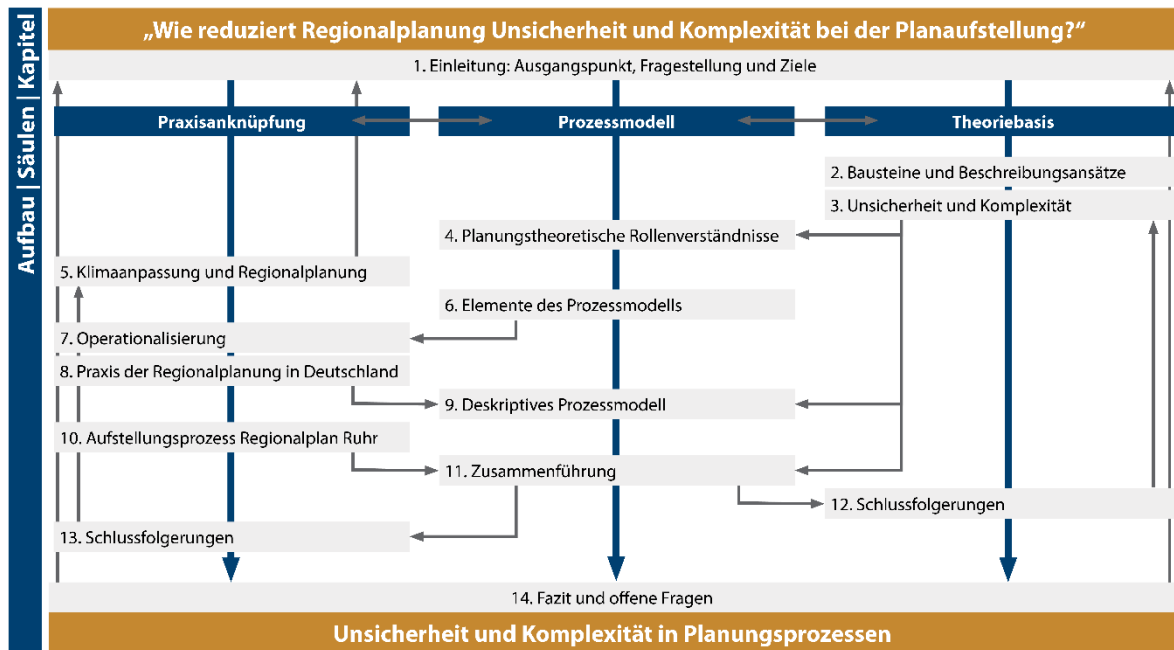 Aufbau | Säulen | Kapitel
„Wie reduziert Regionalplanung Unsicherheit und Komplexität bei der Planaufstellung?“
1. Einleitung: Ausgangspunkt, Fragestellung und Ziele
Praxisanknüpfung
Prozessmodell
Theoriebasis
2. Bausteine und Beschreibungsansätze
3. Unsicherheit und Komplexität
4. Planungstheoretische Rollenverständnisse
5. Klimaanpassung und Regionalplanung
6. Elemente des Prozessmodells
7. Operationalisierung
8. Praxis der Regionalplanung in Deutschland
9. Deskriptives Prozessmodell
10. Aufstellungsprozess Regionalplan Ruhr
11. Zusammenführung
12. Schlussfolgerungen
13. Schlussfolgerungen
14. Fazit und offene Fragen
Unsicherheit und Komplexität in Planungsprozessen